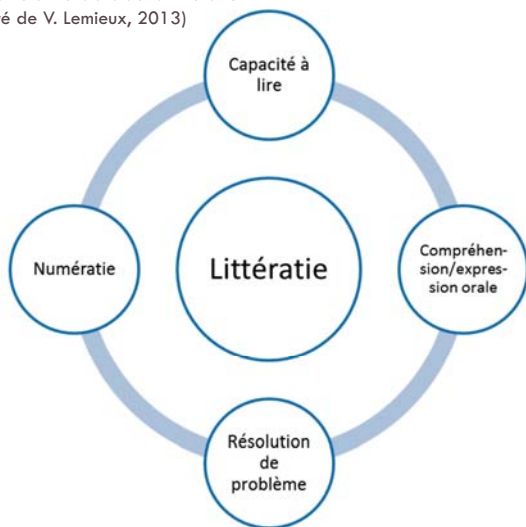 é de V. Lemieux, 2013)
Capacité à
lire
Numératie
Littératie
Compréhen-
sion/expres-
sion orale
Résolution
de
problème